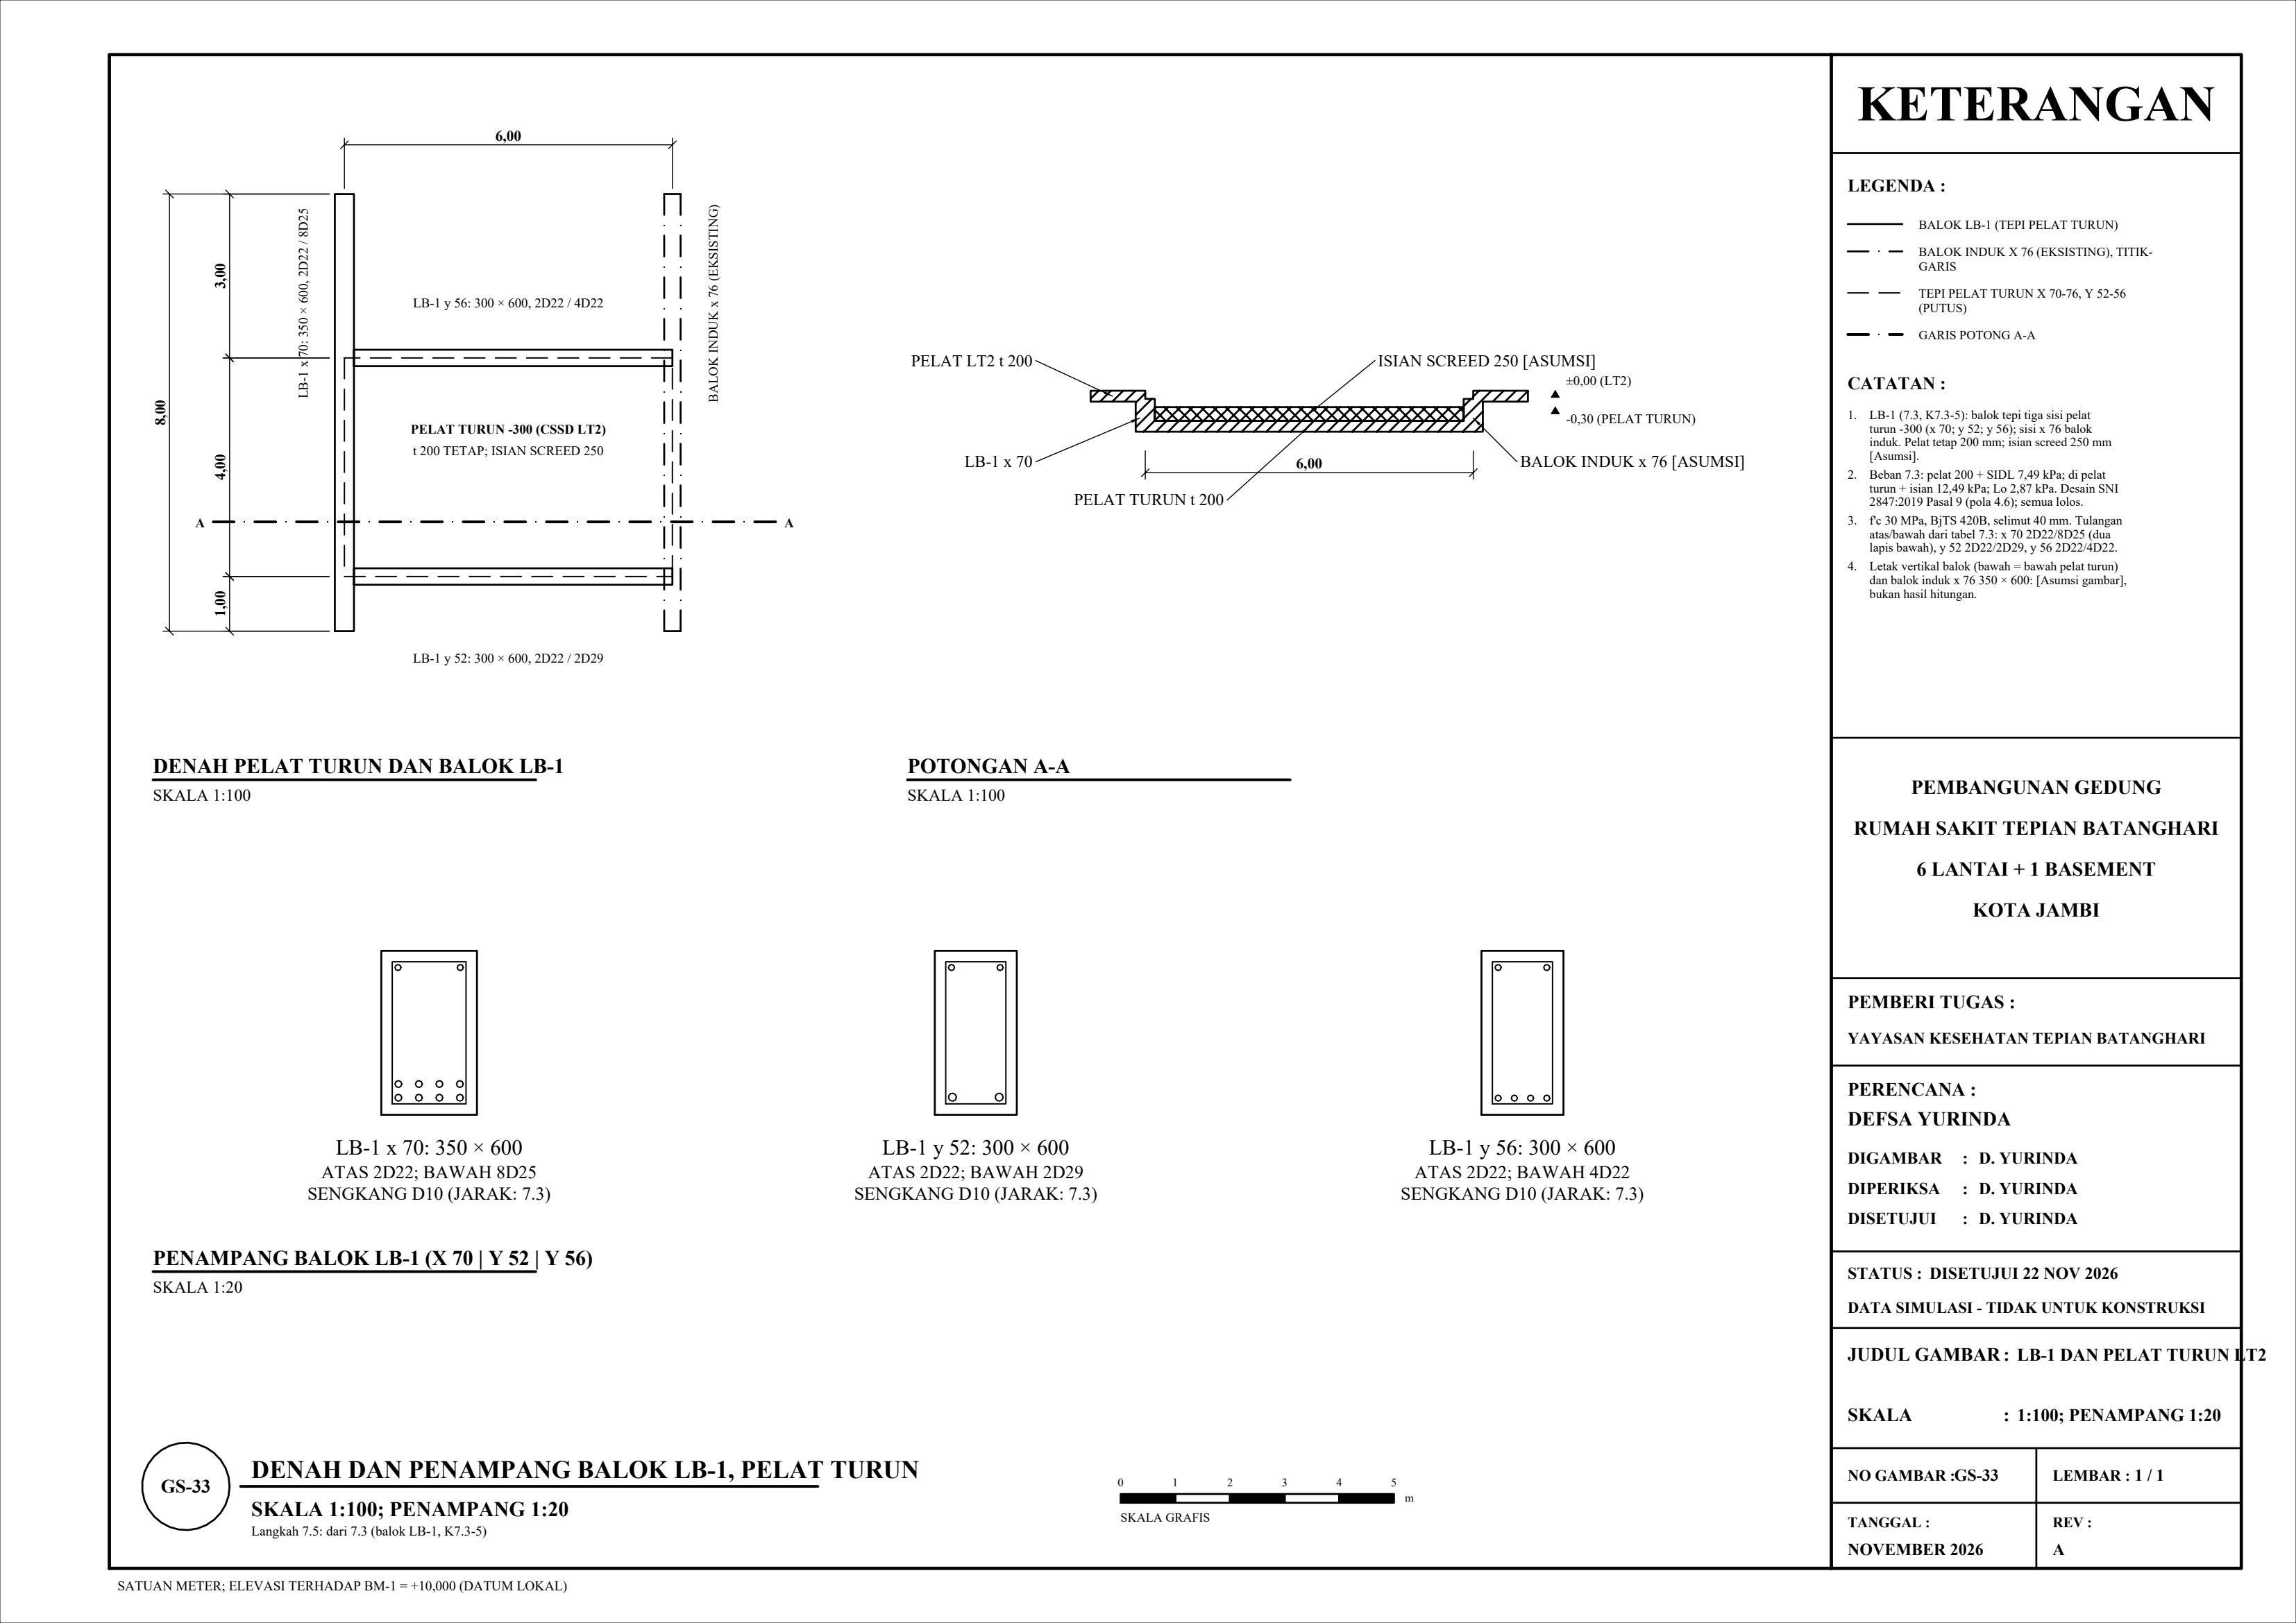 6,00
8,00
3,00
4,00
1,00
LB-1 x 70: 350 × 600, 2D22 / 8D25
BALOK INDUK x 76 (EKSISTING)
LB-1 y 56: 300 × 600, 2D22 / 4D22
PELAT TURUN -300 (CSSD LT2)
t 200 TETAP; ISIAN SCREED 250
A
A
LB-1 y 52: 300 × 600, 2D22 / 2D29
DENAH PELAT TURUN DAN BALOK LB-1
SKALA 1:100
PELAT LT2 t 200
ISIAN SCREED 250 [ASUMSI]
±0,00 (LT2)
-0,30 (PELAT TURUN)
LB-1 x 70
6,00
BALOK INDUK x 76 [ASUMSI]
PELAT TURUN t 200
POTONGAN A-A
SKALA 1:100
LB-1 x 70: 350 × 600
ATAS 2D22; BAWAH 8D25
SENGKANG D10 (JARAK: 7.3)
LB-1 y 52: 300 × 600
ATAS 2D22; BAWAH 2D29
SENGKANG D10 (JARAK: 7.3)
LB-1 y 56: 300 × 600
ATAS 2D22; BAWAH 4D22
SENGKANG D10 (JARAK: 7.3)
PENAMPANG BALOK LB-1 (X 70 | Y 52 | Y 56)
SKALA 1:20
GS-33
DENAH DAN PENAMPANG BALOK LB-1, PELAT TURUN
SKALA 1:100; PENAMPANG 1:20
Langkah 7.5: dari 7.3 (balok LB-1, K7.3-5)
0 1 2 3 4 5
m
SKALA GRAFIS
SATUAN METER; ELEVASI TERHADAP BM-1 = +10,000 (DATUM LOKAL)
KETERANGAN
LEGENDA :
BALOK LB-1 (TEPI PELAT TURUN)
BALOK INDUK X 76 (EKSISTING), TITIK-
GARIS
TEPI PELAT TURUN X 70-76, Y 52-56
(PUTUS)
GARIS POTONG A-A
CATATAN :
1. LB-1 (7.3, K7.3-5): balok tepi tiga sisi pelat
turun -300 (x 70; y 52; y 56); sisi x 76 balok
induk. Pelat tetap 200 mm; isian screed 250 mm
[Asumsi].
2. Beban 7.3: pelat 200 + SIDL 7,49 kPa; di pelat
turun + isian 12,49 kPa; Lo 2,87 kPa. Desain SNI
2847:2019 Pasal 9 (pola 4.6); semua lolos.
3. f'c 30 MPa, BjTS 420B, selimut 40 mm. Tulangan
atas/bawah dari tabel 7.3: x 70 2D22/8D25 (dua
lapis bawah), y 52 2D22/2D29, y 56 2D22/4D22.
4. Letak vertikal balok (bawah = bawah pelat turun)
dan balok induk x 76 350 × 600: [Asumsi gambar],
bukan hasil hitungan.
PEMBANGUNAN GEDUNG
RUMAH SAKIT TEPIAN BATANGHARI
6 LANTAI + 1 BASEMENT
KOTA JAMBI
PEMBERI TUGAS :
YAYASAN KESEHATAN TEPIAN BATANGHARI
PERENCANA :
DEFSA YURINDA
DIGAMBAR : D. YURINDA
DIPERIKSA : D. YURINDA
DISETUJUI : D. YURINDA
STATUS : DISETUJUI 22 NOV 2026
DATA SIMULASI - TIDAK UNTUK KONSTRUKSI
JUDUL GAMBAR : LB-1 DAN PELAT TURUN LT2
SKALA : 1:100; PENAMPANG 1:20
NO GAMBAR :GS-33
LEMBAR : 1 / 1
TANGGAL :
NOVEMBER 2026
REV :
A